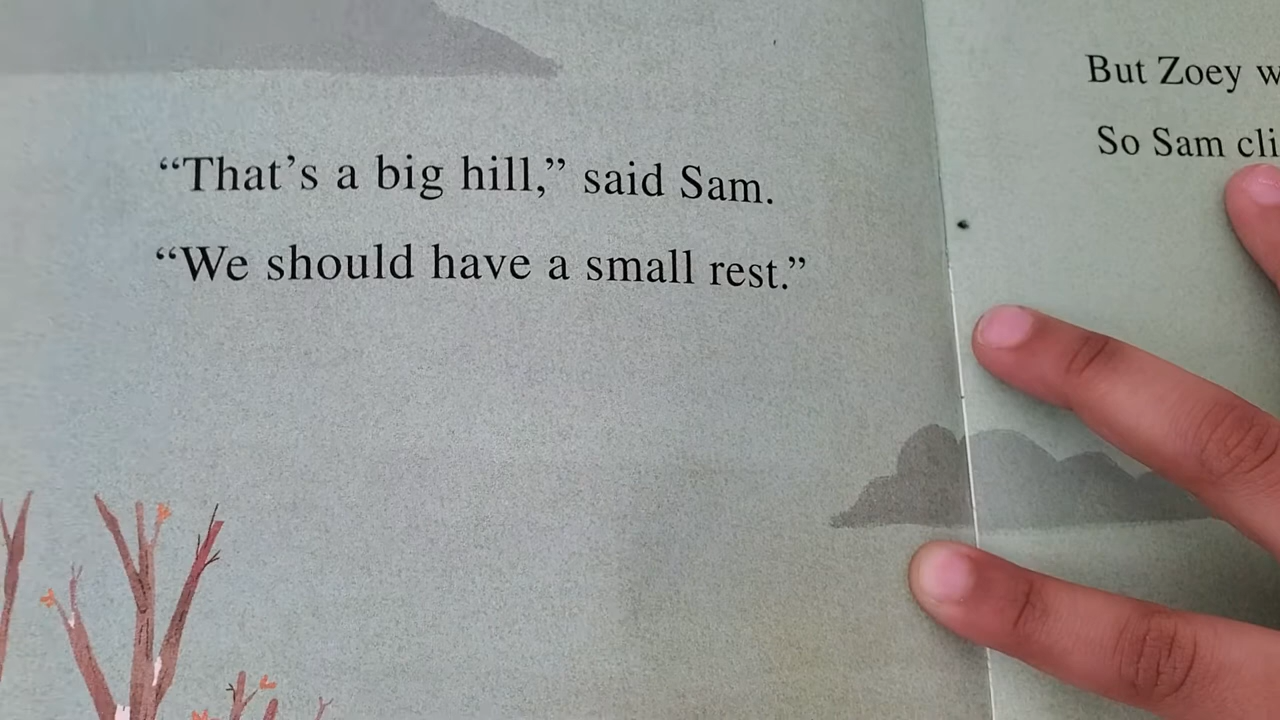 “That’s a big hill,” said Sam.
“We should have a small rest.”
But Zoey
So Sam